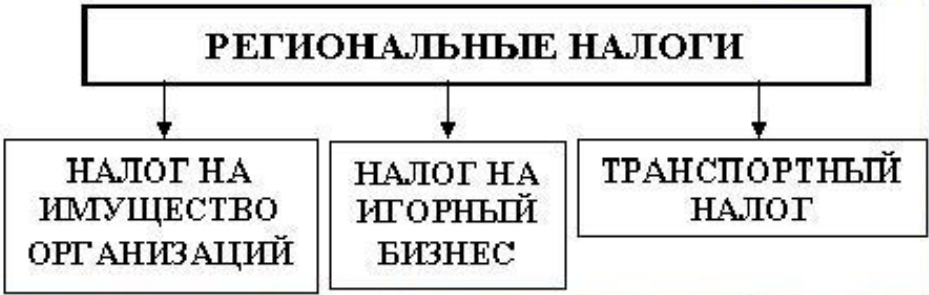 РЕГИОНАЛЬНЫЕ НАЛОГИ
НАЛОГ НА
ИМУЩЕСТВО
ОРГАНИЗАЦИЙ
НАЛОГ НА
ИГОРНЫЙ
БИЗНЕС
ТРАНСПОРТНЫЙ
НАЛОГ